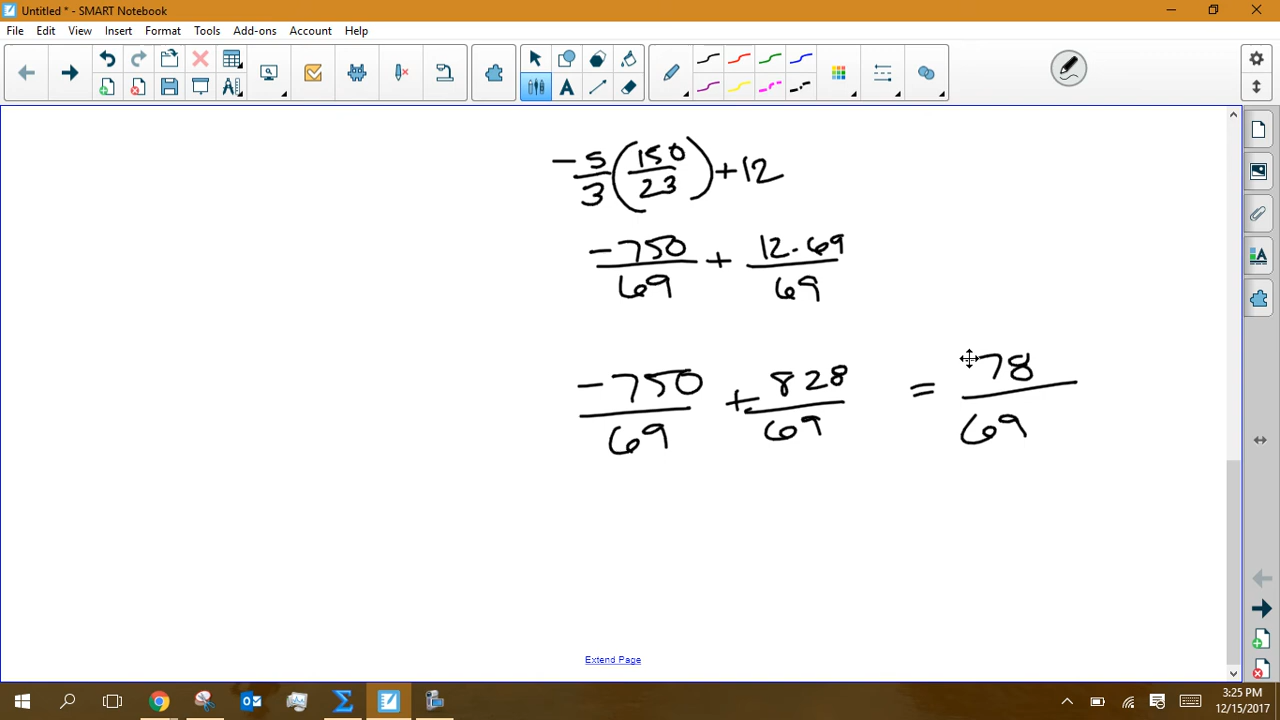 Untitled * - SMART Notebook
File Edit View Insert Format Tools Add-ons Account Help
-5/3 (150/23) + 12
-750/69 + 12·69/69
-750/69 + 828/69 = 78/69
Extend Page
3:25 PM
12/15/2017